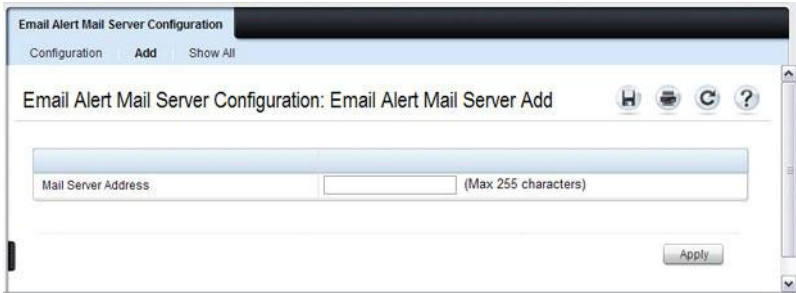 Email Alert Mail Server Configuration
Configuration Add Show All
Email Alert Mail Server Configuration: Email Alert Mail Server Add
Mail Server Address (Max 255 characters)
Apply